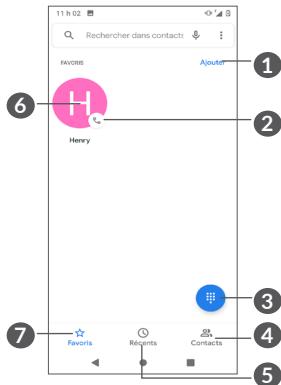 11 h 02
Rechercher dans contacts
FAVORIS
Ajouter
1
6
H
2
Henry
3
7
Favoris
Récents
Contacts
4
5